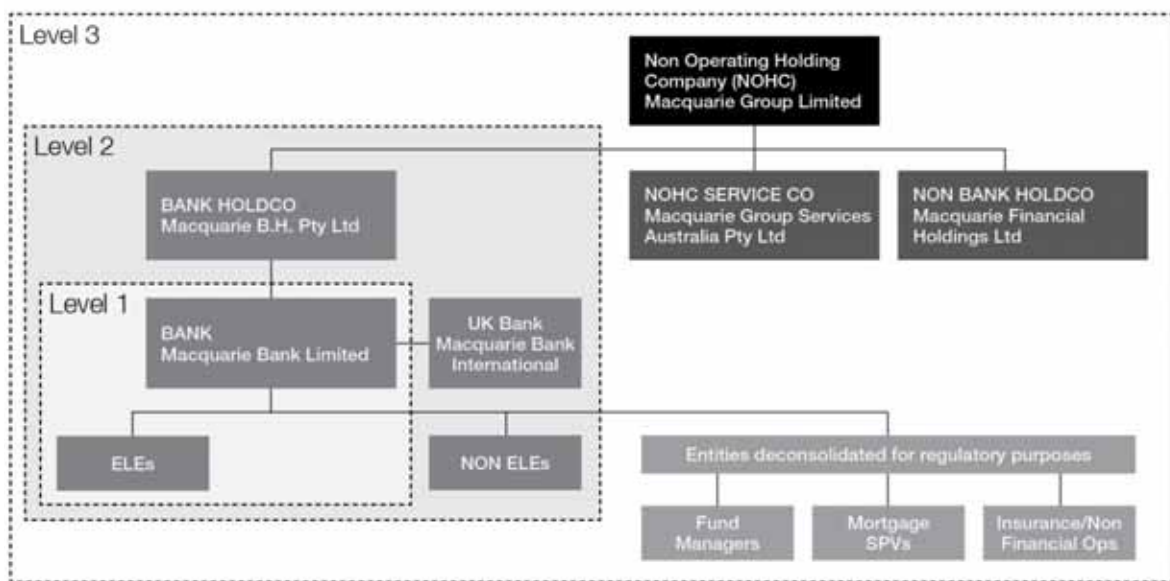 Level 3
Non Operating Holding
Company (NOHC)
Macquarie Group Limited
Level 2
BANK HOLDCO
Macquarie B.H. Pty Ltd
NOHC SERVICE CO
Macquarie Group Services
Australia Pty Ltd
NON BANK HOLDCO
Macquarie Financial
Holdings Ltd
Level 1
BANK
Macquarie Bank Limited
UK Bank
Macquarie Bank
International
ELEs
NON ELEs
Entities deconsolidated for regulatory purposes
Fund
Managers
Mortgage
SPVs
Insurance/Non
Financial Ops